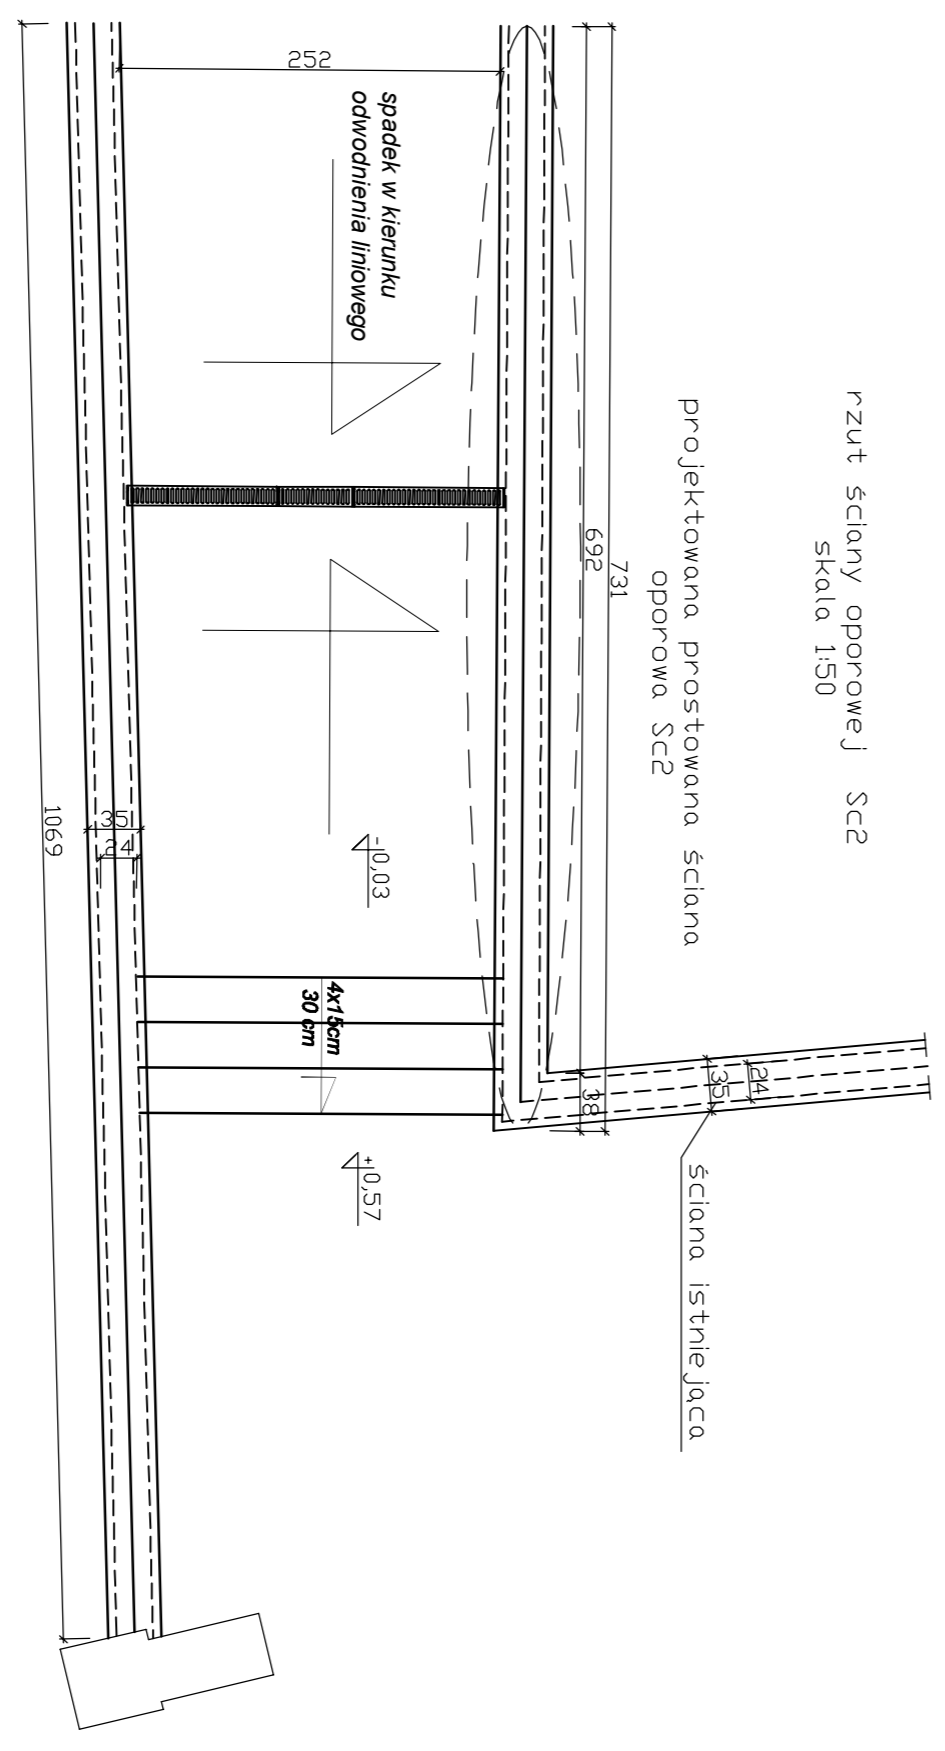 rzut ściany oporowej Sc2
skala 1:50
projektowana prostowana ściana
oporowa Sc2
731
692
252
spadek w kierunku
odwodnienia liniowego
-0,03
4x15cm
30 cm
+0,57
38
35
24
ściana istniejąca
35
24
1069